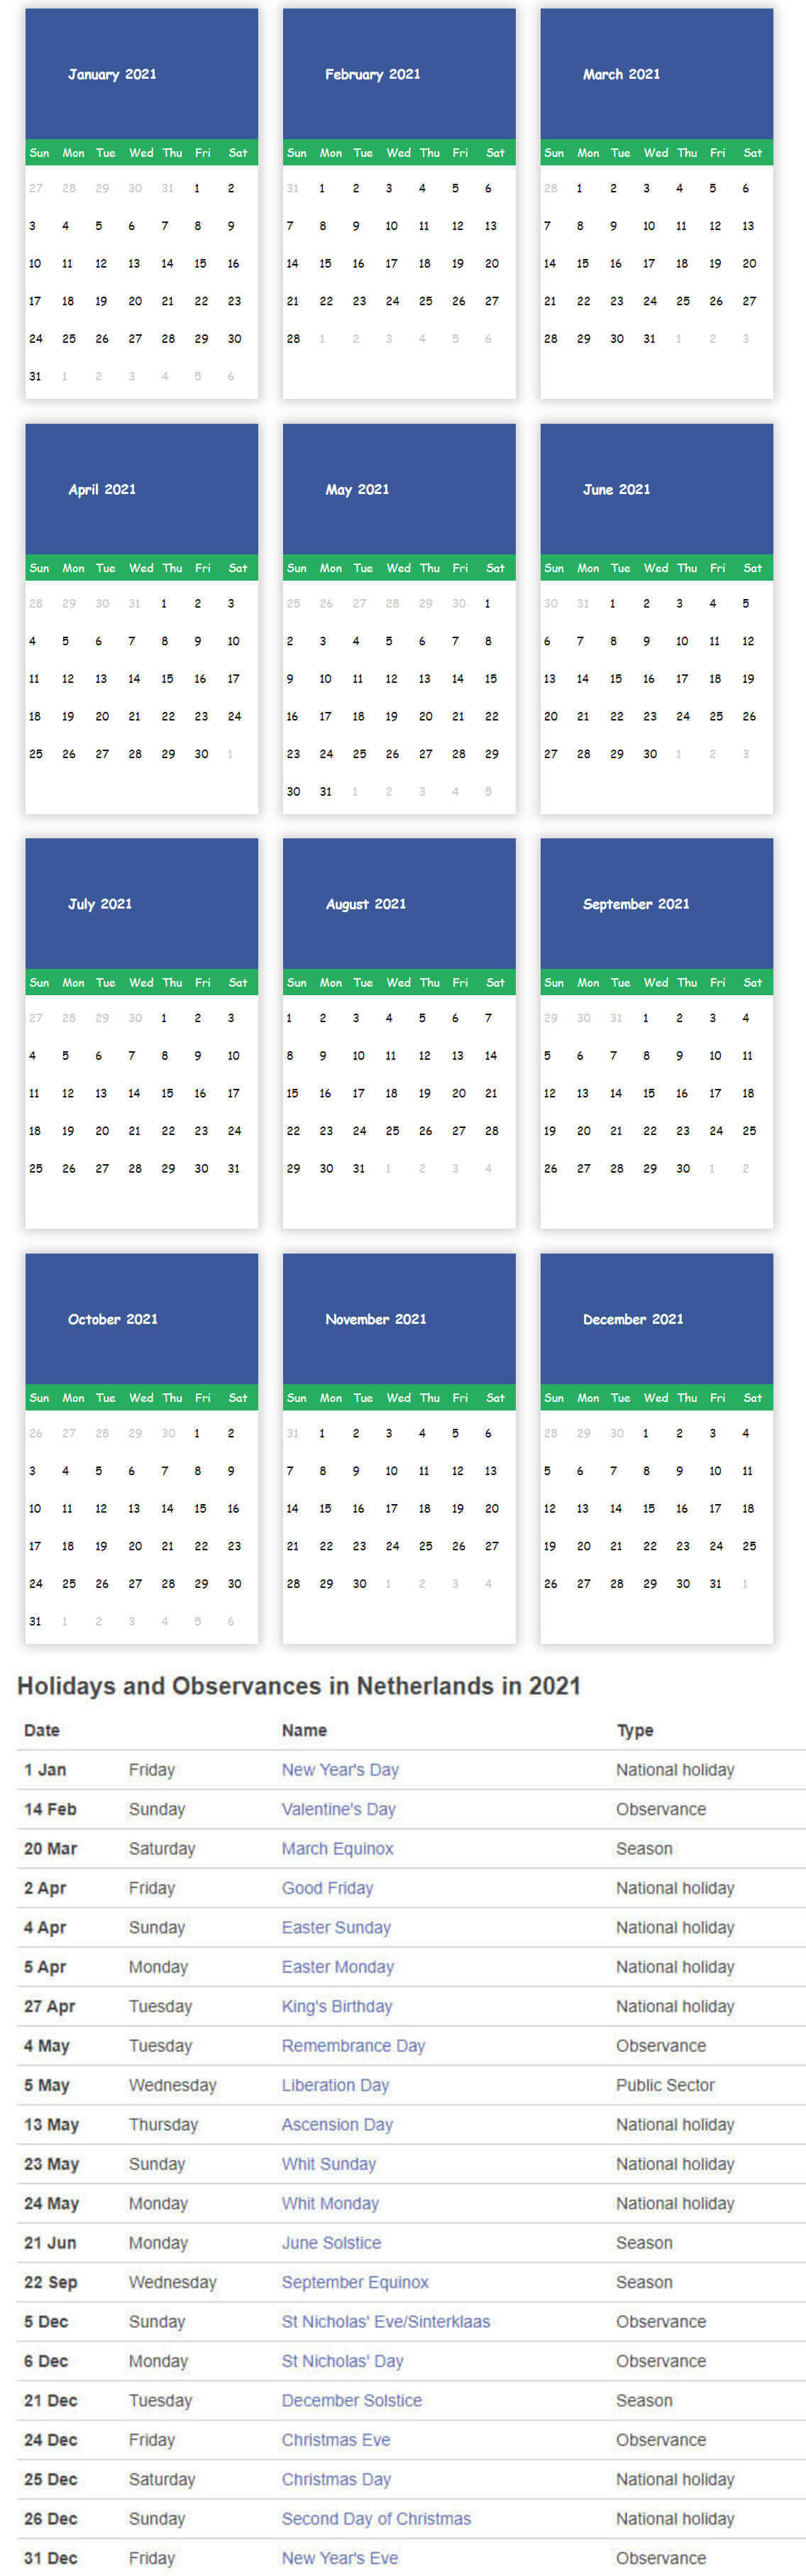 January 2021 February 2021 March 2021
Sun Mon Tue Wed Thu Fri Sat Sun Mon Tue Wed Thu Fri Sat Sun Mon Tue Wed Thu Fri Sat
27 28 29 30 31 1 2 31 1 2 3 4 5 6 28 1 2 3 4 5 6
3 4 5 6 7 8 9 7 8 9 10 11 12 13 7 8 9 10 11 12 13
10 11 12 13 14 15 16 14 15 16 17 18 19 20 14 15 16 17 18 19 20
17 18 19 20 21 22 23 21 22 23 24 25 26 27 21 22 23 24 25 26 27
24 25 26 27 28 29 30 28 1 2 3 4 5 6 28 29 30 31 1 2 3
31 1 2 3 4 5 6
April 2021 May 2021 June 2021
Sun Mon Tue Wed Thu Fri Sat Sun Mon Tue Wed Thu Fri Sat Sun Mon Tue Wed Thu Fri Sat
28 29 30 31 1 2 3 25 26 27 28 29 30 1 30 31 1 2 3 4 5
4 5 6 7 8 9 10 2 3 4 5 6 7 8 6 7 8 9 10 11 12
11 12 13 14 15 16 17 9 10 11 12 13 14 15 13 14 15 16 17 18 19
18 19 20 21 22 23 24 16 17 18 19 20 21 22 20 21 22 23 24 25 26
25 26 27 28 29 30 1 23 24 25 26 27 28 29 27 28 29 30 1 2 3
30 31 1 2 3 4 5
July 2021 August 2021 September 2021
Sun Mon Tue Wed Thu Fri Sat Sun Mon Tue Wed Thu Fri Sat Sun Mon Tue Wed Thu Fri Sat
27 28 29 30 1 2 3 1 2 3 4 5 6 7 29 30 31 1 2 3 4
4 5 6 7 8 9 10 8 9 10 11 12 13 14 5 6 7 8 9 10 11
11 12 13 14 15 16 17 15 16 17 18 19 20 21 12 13 14 15 16 17 18
18 19 20 21 22 23 24 22 23 24 25 26 27 28 19 20 21 22 23 24 25
25 26 27 28 29 30 31 29 30 31 1 2 3 4 26 27 28 29 30 1 2
October 2021 November 2021 December 2021
Sun Mon Tue Wed Thu Fri Sat Sun Mon Tue Wed Thu Fri Sat Sun Mon Tue Wed Thu Fri Sat
26 27 28 29 30 1 2 31 1 2 3 4 5 6 28 29 30 1 2 3 4
3 4 5 6 7 8 9 7 8 9 10 11 12 13 5 6 7 8 9 10 11
10 11 12 13 14 15 16 14 15 16 17 18 19 20 12 13 14 15 16 17 18
17 18 19 20 21 22 23 21 22 23 24 25 26 27 19 20 21 22 23 24 25
24 25 26 27 28 29 30 28 29 30 1 2 3 4 26 27 28 29 30 31 1
31 1 2 3 4 5 6
Holidays and Observances in Netherlands in 2021
Date Name Type
1 Jan Friday New Year's Day National holiday
14 Feb Sunday Valentine's Day Observance
20 Mar Saturday March Equinox Season
2 Apr Friday Good Friday National holiday
4 Apr Sunday Easter Sunday National holiday
5 Apr Monday Easter Monday National holiday
27 Apr Tuesday King's Birthday National holiday
4 May Tuesday Remembrance Day Observance
5 May Wednesday Liberation Day Public Sector
13 May Thursday Ascension Day National holiday
23 May Sunday Whit Sunday National holiday
24 May Monday Whit Monday National holiday
21 Jun Monday June Solstice Season
22 Sep Wednesday September Equinox Season
5 Dec Sunday St Nicholas' Eve/Sinterklaas Observance
6 Dec Monday St Nicholas' Day Observance
21 Dec Tuesday December Solstice Season
24 Dec Friday Christmas Eve Observance
25 Dec Saturday Christmas Day National holiday
26 Dec Sunday Second Day of Christmas National holiday
31 Dec Friday New Year's Eve Observance